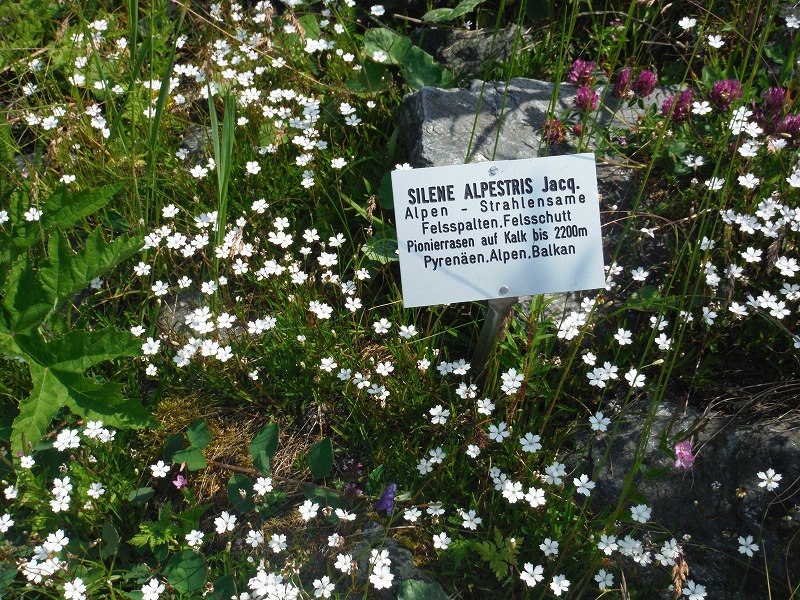 SILENE ALPESTRIS Jacq.
Alpen - Strahlensame
Felsspalten.Felsschutt
Pionierrasen auf Kalk bis 2200m
Pyrenäen.Alpen.Balkan